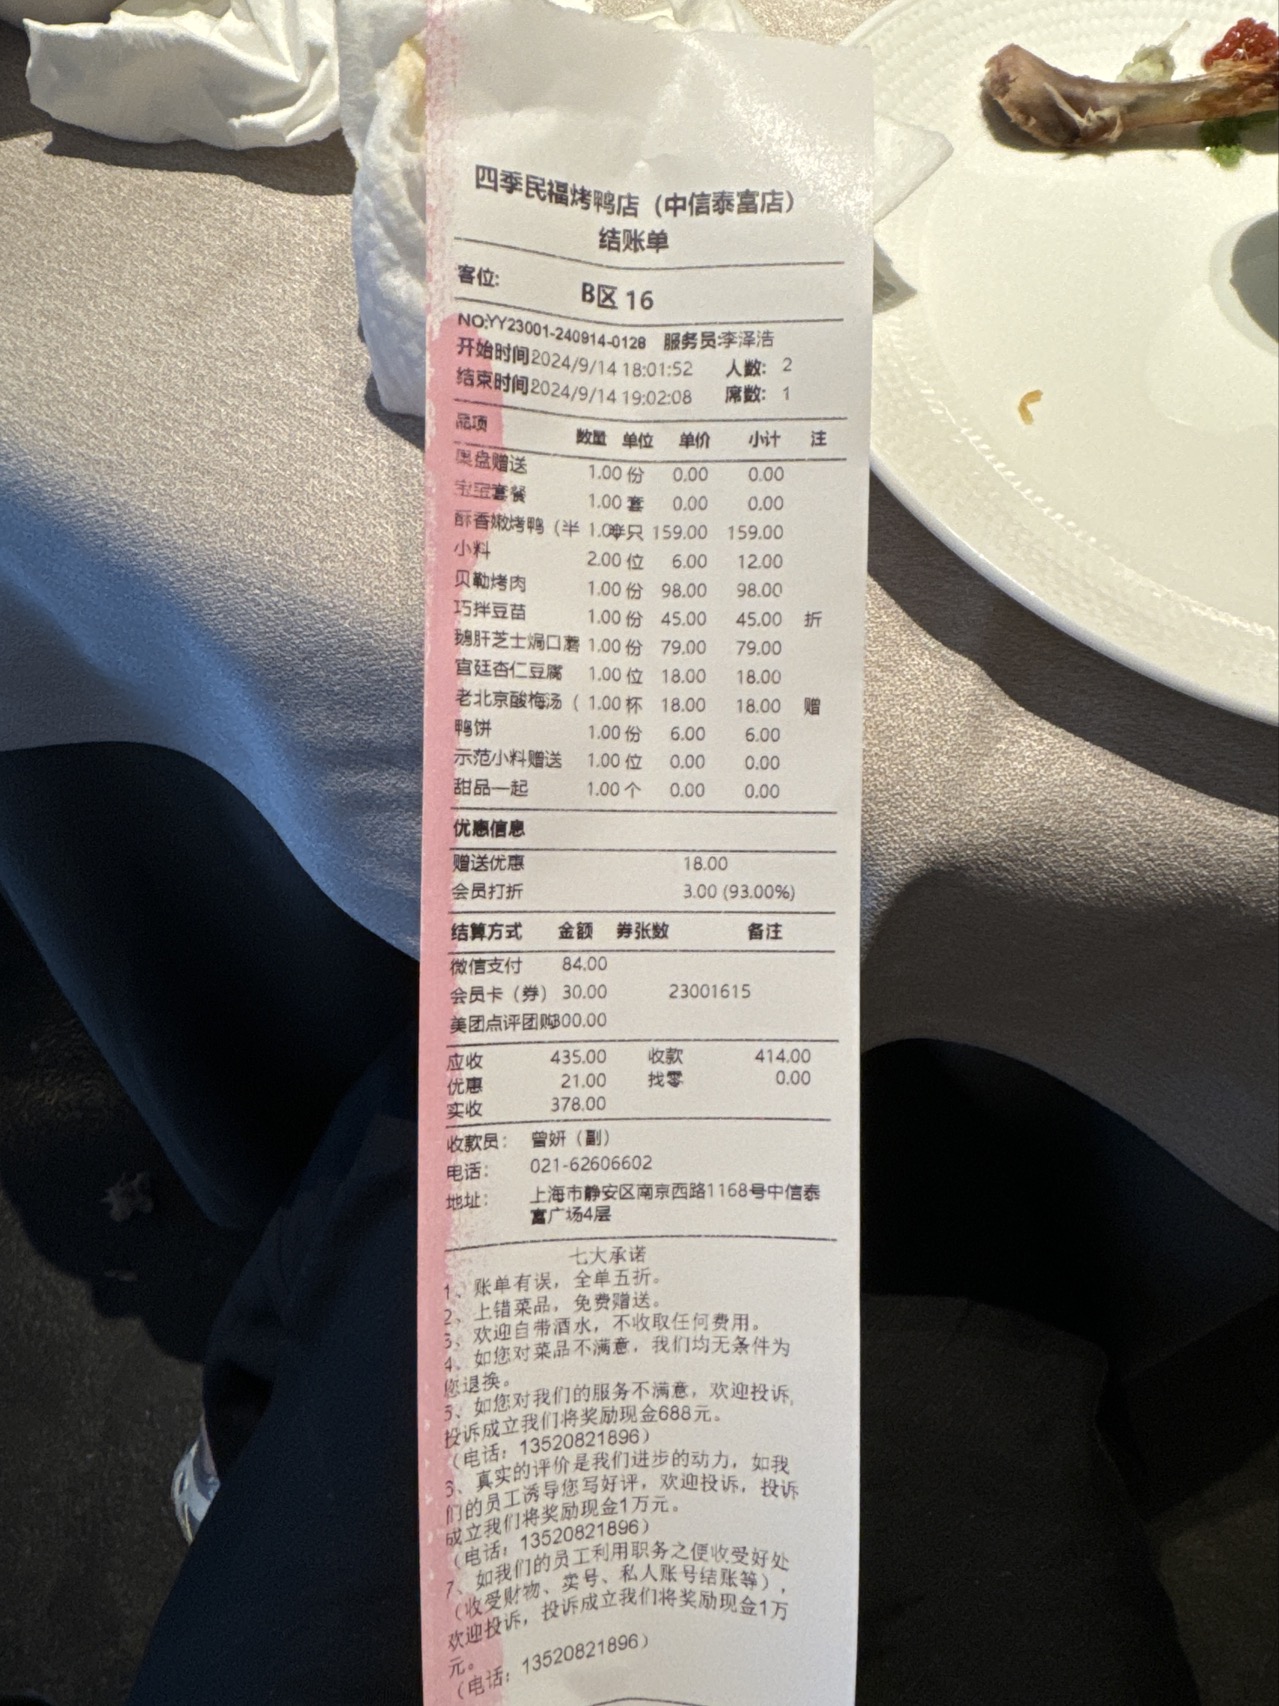 四季民福烤鸭店（中信泰富店）
结账单
客位: B区 16
NO:YY23001-240914-0128 服务员:李泽浩
开始时间2024/9/14 18:01:52 人数: 2
结束时间2024/9/14 19:02:08 席数: 1
品项 数量 单位 单价 小计 注
果盘赠送 1.00 份 0.00 0.00
宝宝套餐 1.00 套 0.00 0.00
酥香嫩烤鸭（半 1.00半只 159.00 159.00
小料 2.00 位 6.00 12.00
贝勒烤肉 1.00 份 98.00 98.00
巧拌豆苗 1.00 份 45.00 45.00 折
鹅肝芝士焗口蘑 1.00 份 79.00 79.00
宫廷杏仁豆腐 1.00 位 18.00 18.00
老北京酸梅汤（ 1.00 杯 18.00 18.00 赠
鸭饼 1.00 份 6.00 6.00
示范小料赠送 1.00 位 0.00 0.00
甜品一起 1.00 个 0.00 0.00
优惠信息
赠送优惠 18.00
会员打折 3.00 (93.00%)
结算方式 金额 券张数 备注
微信支付 84.00
会员卡（券） 30.00 23001615
美团点评团购300.00
应收 435.00 收款 414.00
优惠 21.00 找零 0.00
实收 378.00
收款员: 曾妍（副）
电话: 021-62606602
地址: 上海市静安区南京西路1168号中信泰
富广场4层
七大承诺
1、账单有误，全单五折。
2、上错菜品，免费赠送。
3、欢迎自带酒水，不收取任何费用。
4、如您对菜品不满意，我们均无条件为
您退换。
5、如您对我们的服务不满意，欢迎投诉，
投诉成立我们将奖励现金688元。
（电话：13520821896）
6、真实的评价是我们进步的动力，如我
们的员工诱导您写好评，欢迎投诉，投诉
成立我们将奖励现金1万元。
（电话：13520821896）
7、如我们的员工利用职务之便收受好处
（收受财物、卖号、私人账号结账等），
欢迎投诉，投诉成立我们将奖励现金1万
元。
（电话：13520821896）